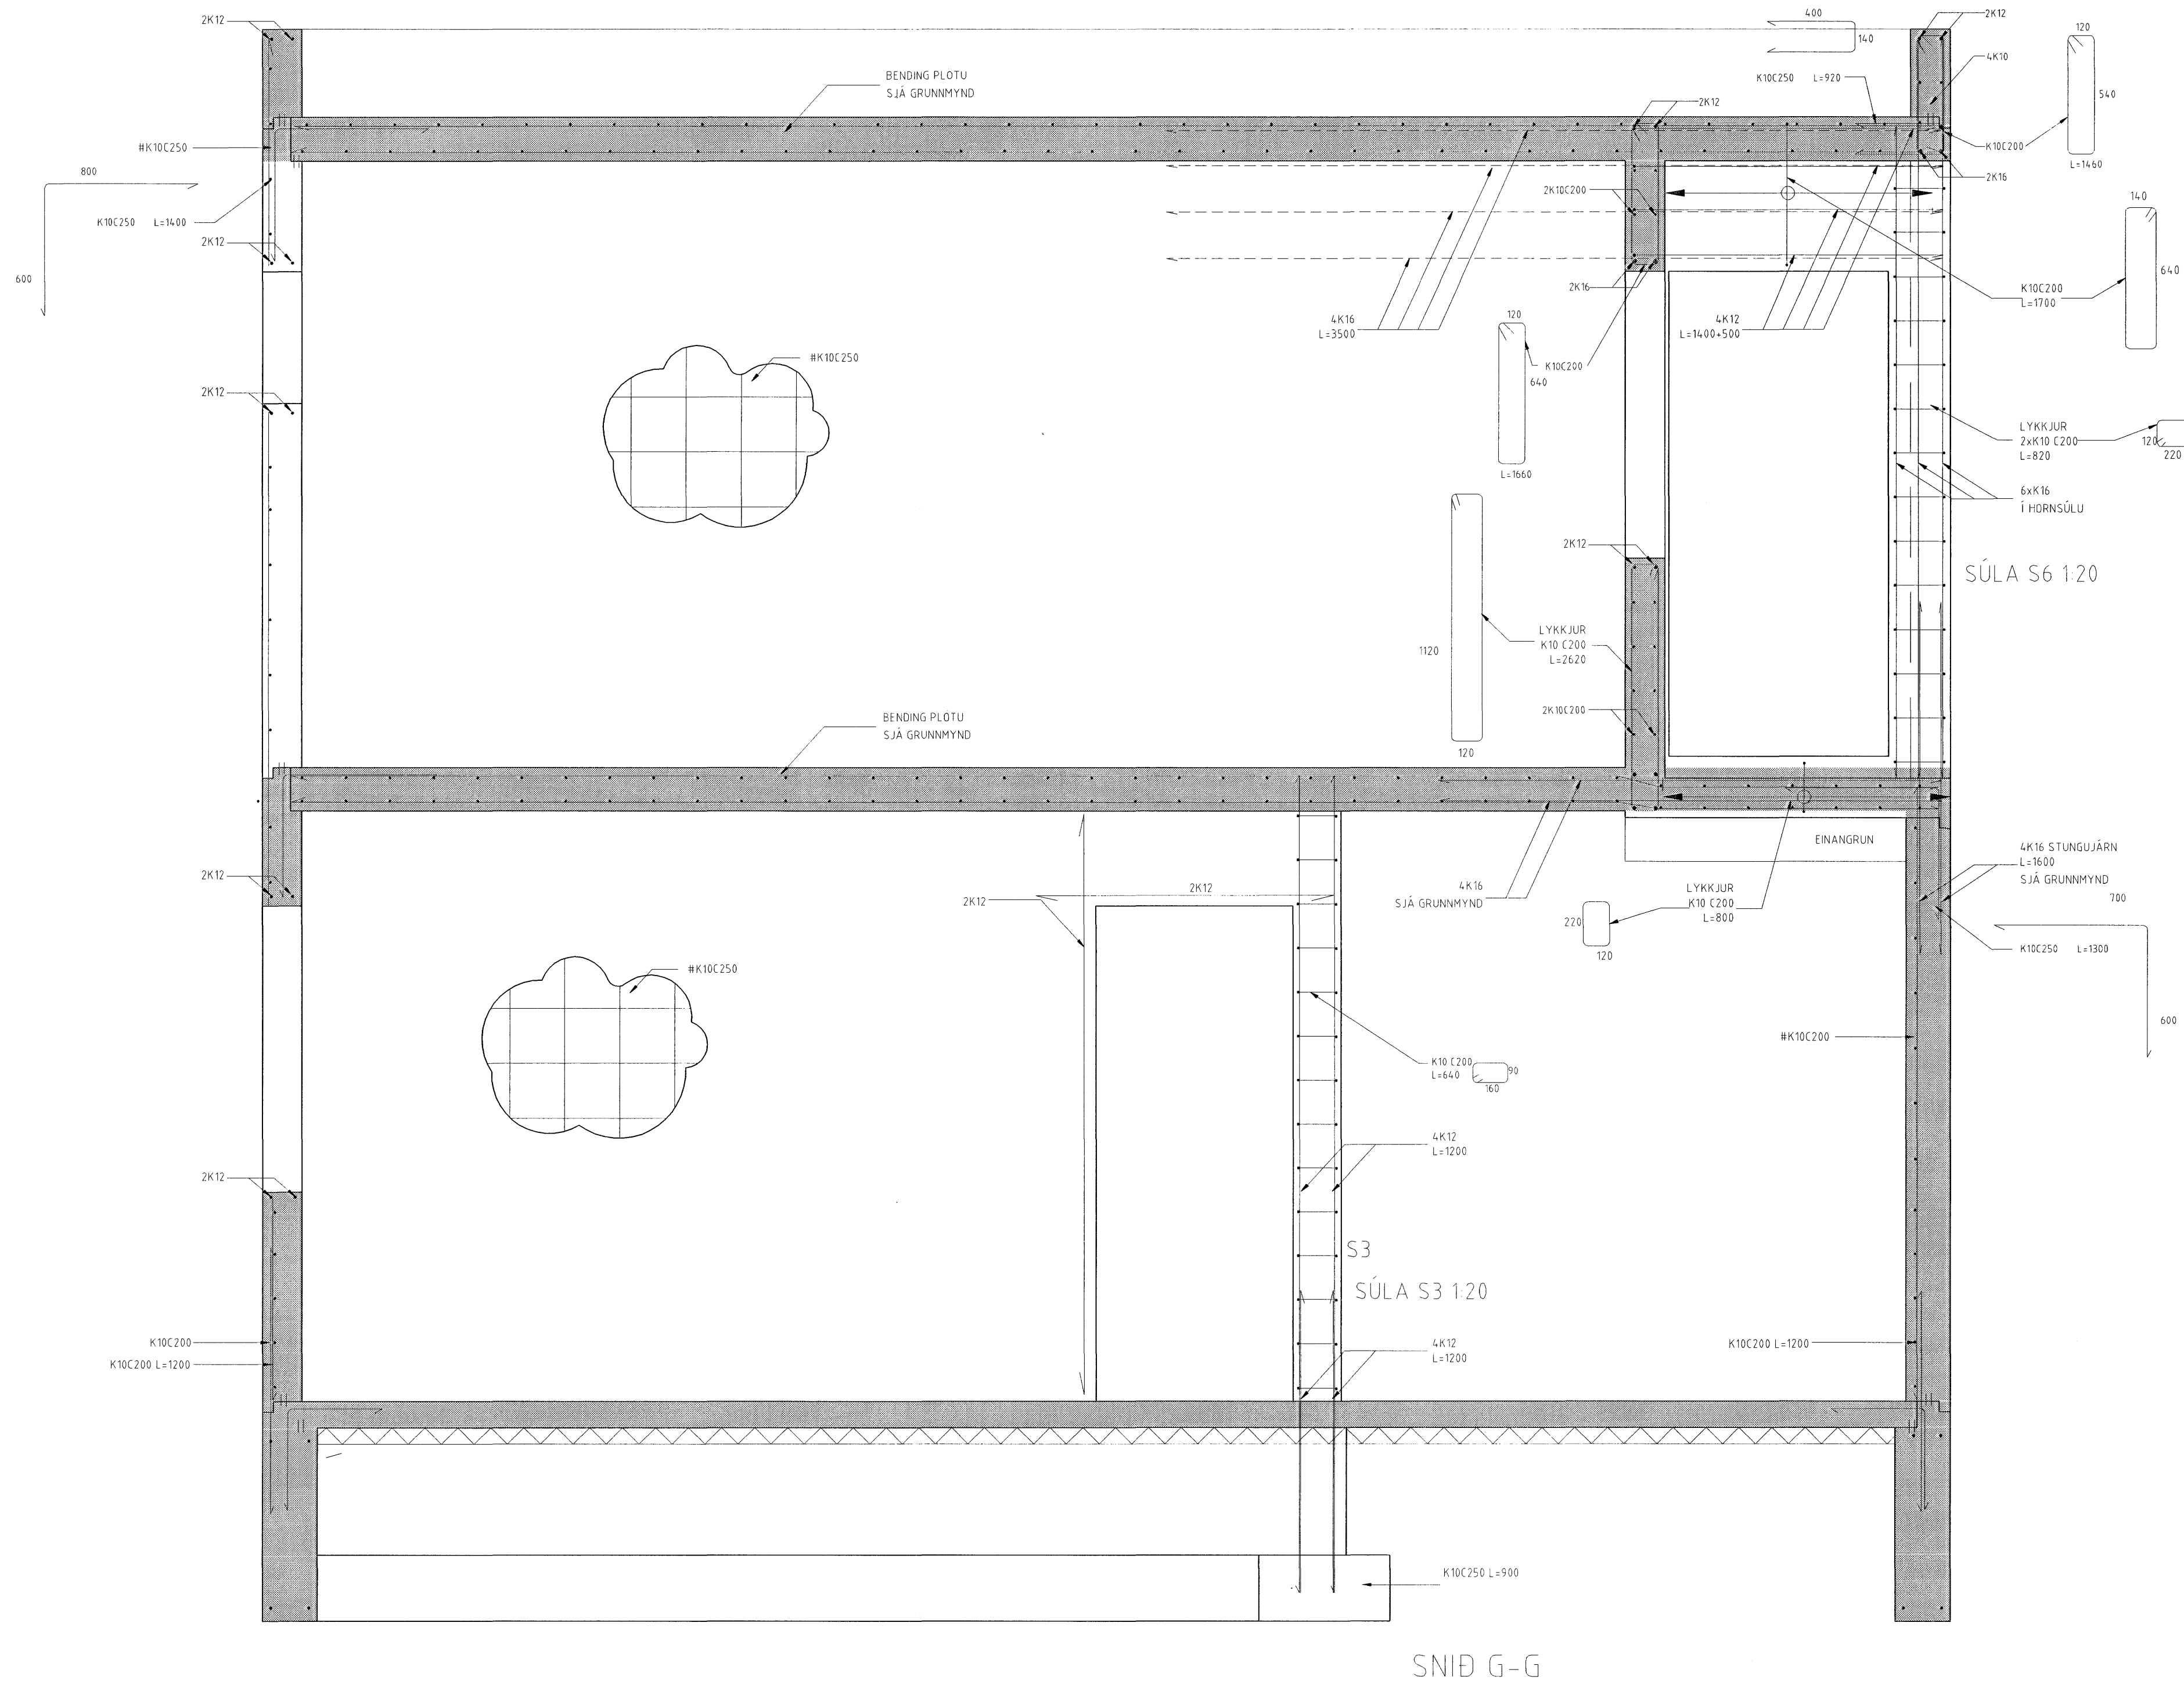 2K12
400
140
2K12
120
4K10
540
K10C250 L=920
BENDING PLÖTU
SJÁ GRUNNMYND
2K12
#K10C250
K10C200
L=1460
2K16
800
K10C250 L=1400
2K12
600
2K10C200
140
640
2K16
K10C200
L=1700
4K16
L=3500
120
4K12
L=1400+500
#K10C250
K10C200
640
2K12
L=1660
LYKKJUR
2xK10 C200
L=820
120
220
6xK16
Í HORNSÚLU
2K12
SÚLA S6 1:20
LYKKJUR
K10 C200
L=2620
1120
2K10C200
120
BENDING PLÖTU
SJÁ GRUNNMYND
EINANGRUN
4K16 STUNGUJÁRN
L=1600
SJÁ GRUNNMYND
2K12
2K12
2K12
4K16
SJÁ GRUNNMYND
LYKKJUR
K10 C200
L=800
220
120
700
K10C250 L=1300
600
#K10C250
#K10C200
K10 C200
L=640
90
160
4K12
L=1200
2K12
S3
SÚLA S3 1:20
K10C200
K10C200 L=1200
4K12
L=1200
K10C200 L=1200
K10C250 L=900
SNIÐ G-G